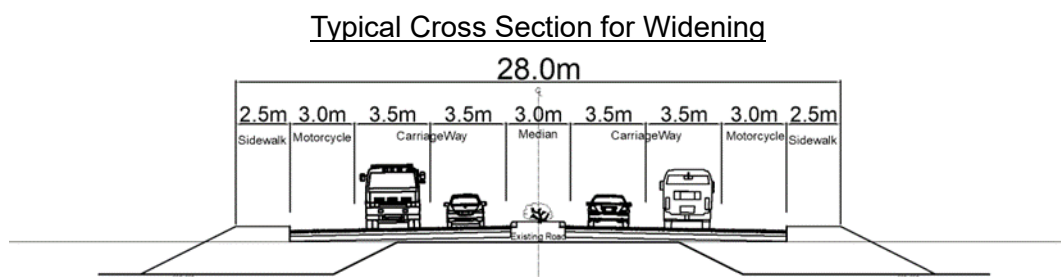 Typical Cross Section for Widening
28.0m
2.5m 3.0m 3.5m 3.5m 3.0m 3.5m 3.5m 3.0m 2.5m
Sidewalk Motorcycle CarriageWay Median CarriageWay Motorcycle Sidewalk
Existing Road